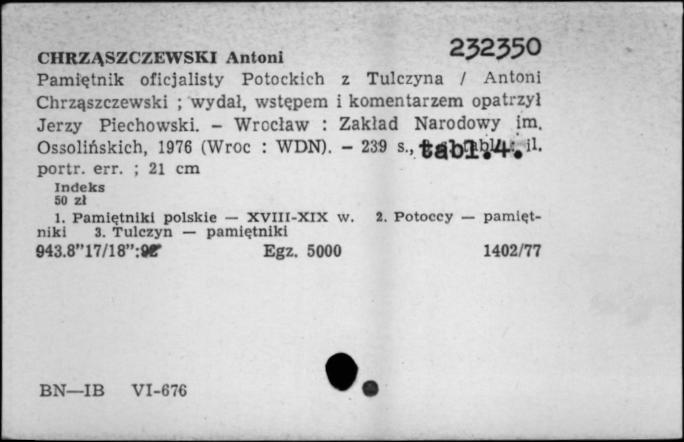 232350
CHRZĄSZCZEWSKI Antoni
Pamiętnik oficjalisty Potockich z Tulczyna / Antoni
Chrząszczewski ; wydał, wstępem i komentarzem opatrzył
Jerzy Piechowski. – Wrocław : Zakład Narodowy im.
Ossolińskich, 1976 (Wroc : WDN). – 239 s., tabl. 4. il.
portr. err. ; 21 cm
Indeks
50 zł
1. Pamiętniki polskie — XVIII-XIX w. 2. Potoccy — pamięt-
niki 3. Tulczyn — pamiętniki
943.8”17/18”:92
Egz. 5000
1402/77
BN—IB VI-676